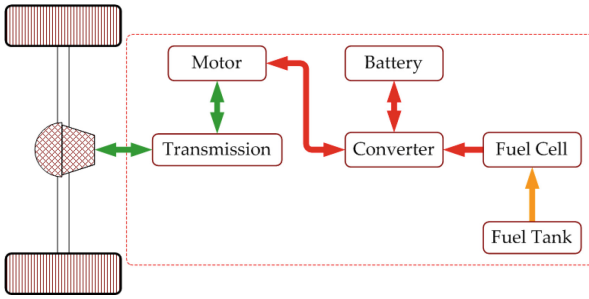 Motor
Battery
Transmission
Converter
Fuel Cell
Fuel Tank